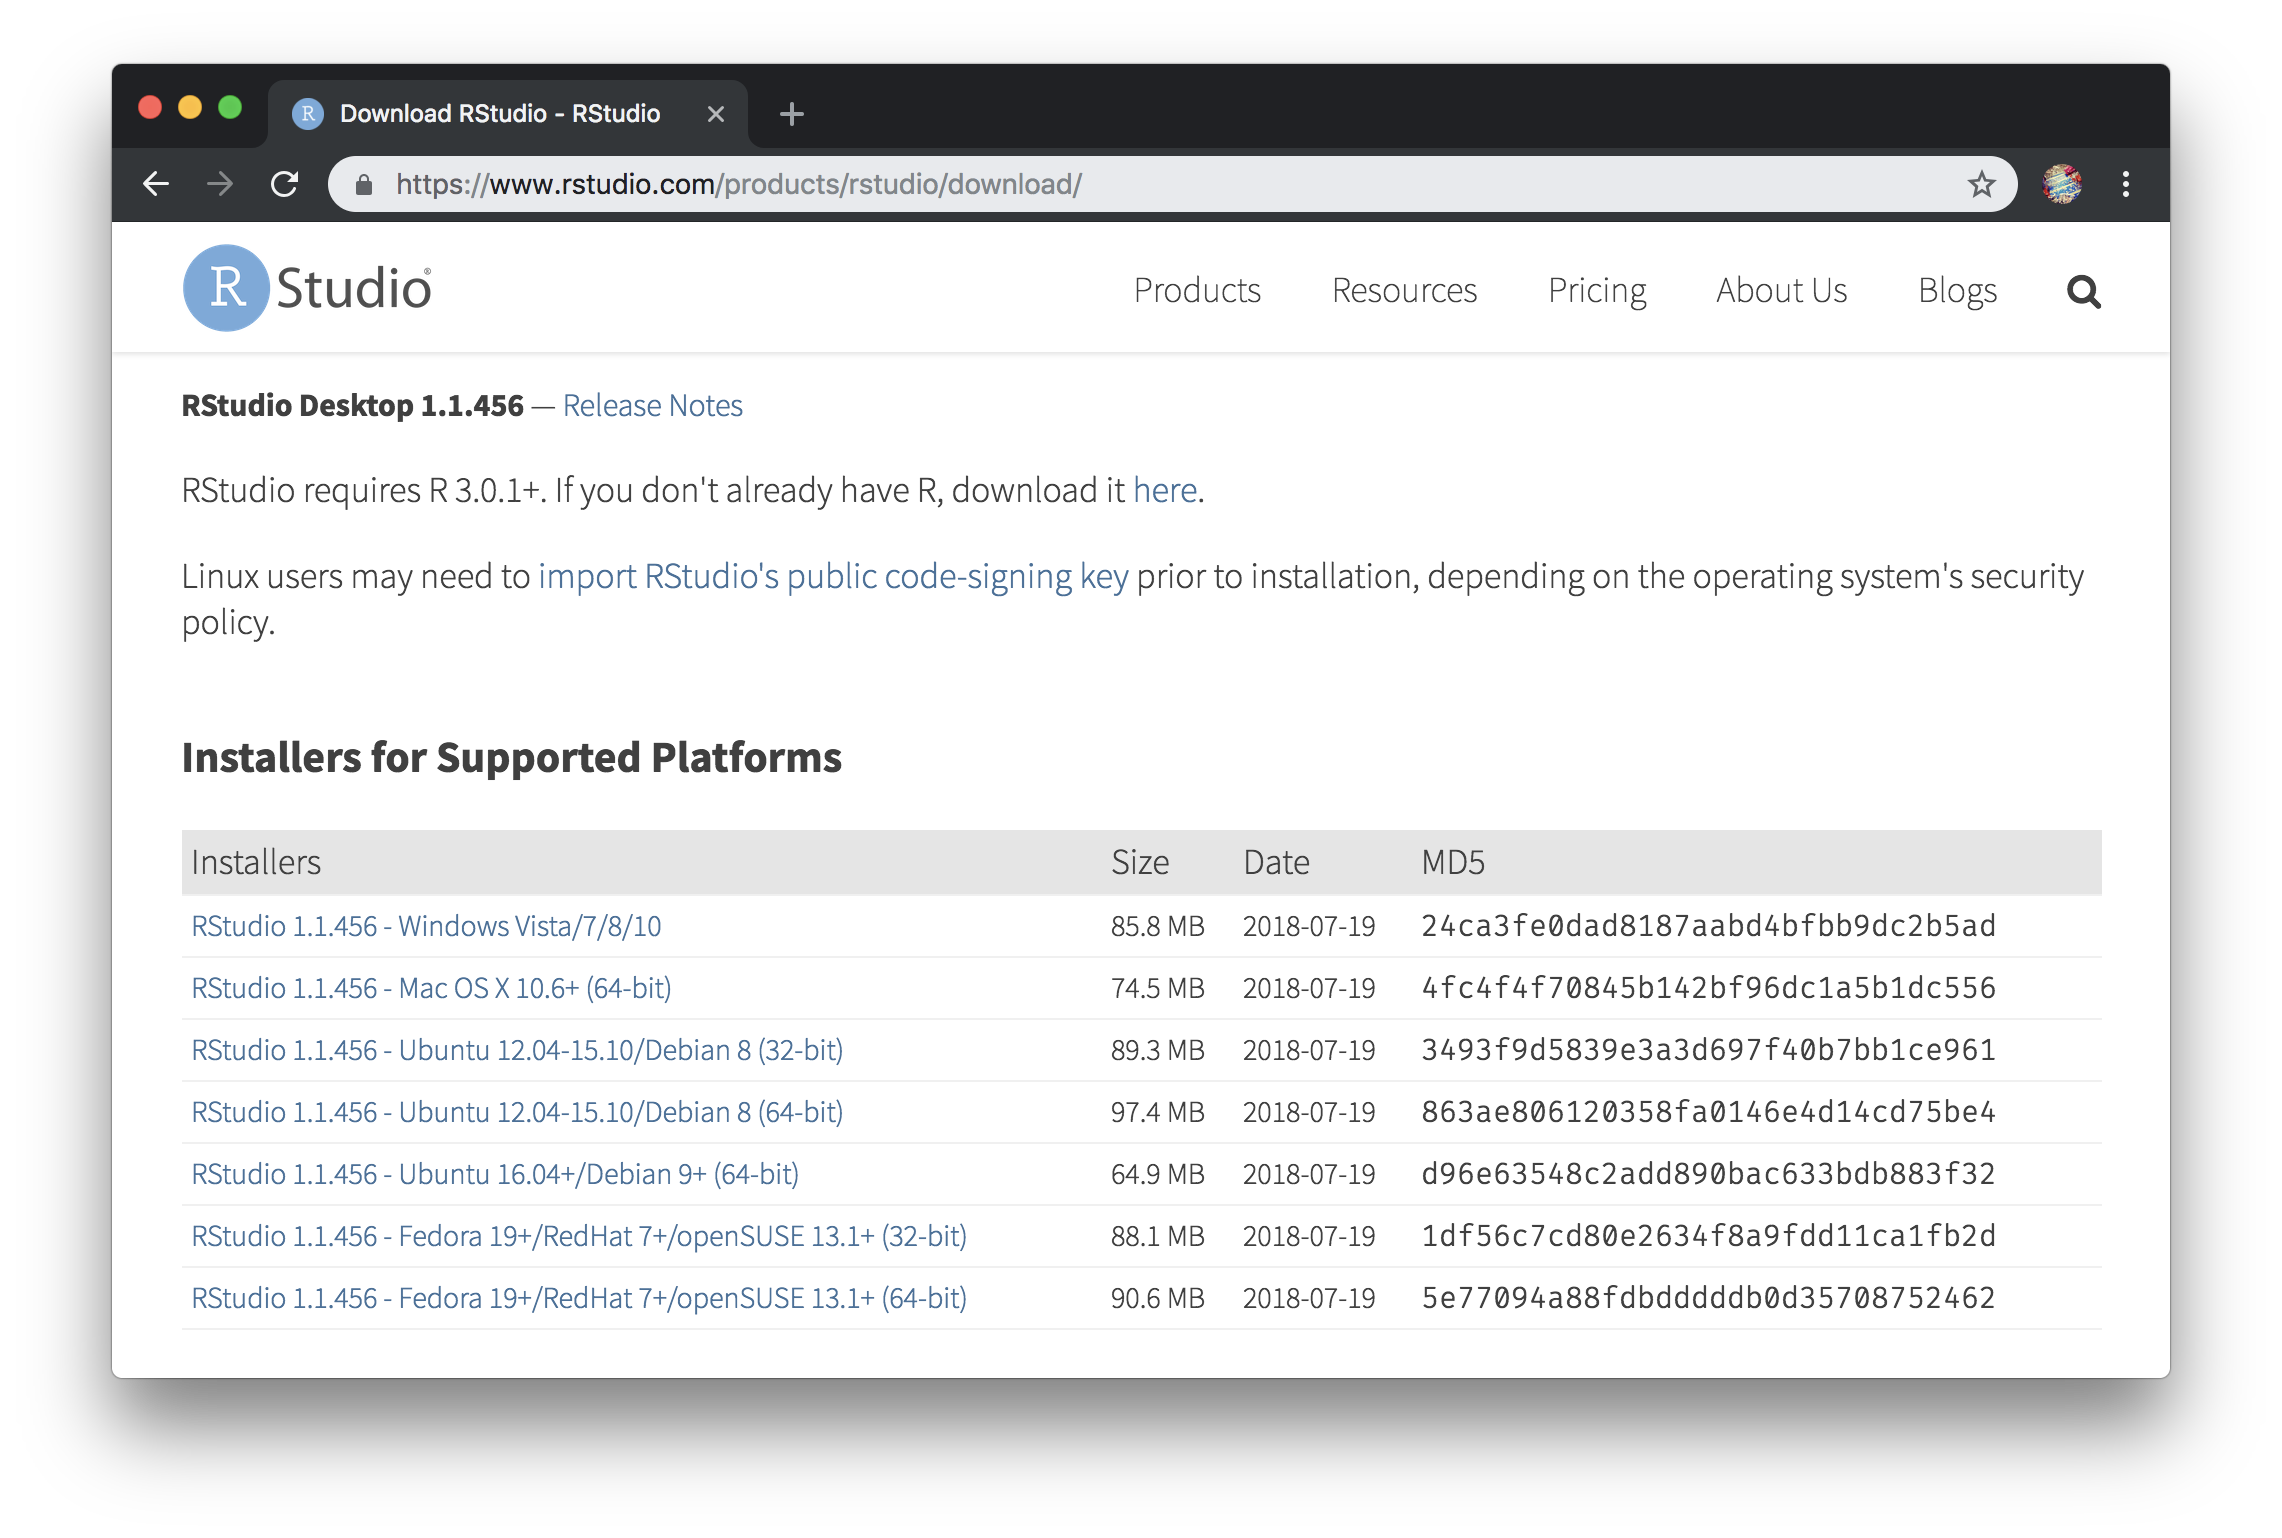 Download RStudio - RStudio
https://www.rstudio.com/products/rstudio/download/
R Studio® Products Resources Pricing About Us Blogs
RStudio Desktop 1.1.456 — Release Notes
RStudio requires R 3.0.1+. If you don't already have R, download it here.
Linux users may need to import RStudio's public code-signing key prior to installation, depending on the operating system's security
policy.
Installers for Supported Platforms
Installers Size Date MD5
RStudio 1.1.456 - Windows Vista/7/8/10 85.8 MB 2018-07-19 24ca3fe0dad8187aabd4bfbb9dc2b5ad
RStudio 1.1.456 - Mac OS X 10.6+ (64-bit) 74.5 MB 2018-07-19 4fc4f4f70845b142bf96dc1a5b1dc556
RStudio 1.1.456 - Ubuntu 12.04-15.10/Debian 8 (32-bit) 89.3 MB 2018-07-19 3493f9d5839e3a3d697f40b7bb1ce961
RStudio 1.1.456 - Ubuntu 12.04-15.10/Debian 8 (64-bit) 97.4 MB 2018-07-19 863ae806120358fa0146e4d14cd75be4
RStudio 1.1.456 - Ubuntu 16.04+/Debian 9+ (64-bit) 64.9 MB 2018-07-19 d96e63548c2add890bac633bdb883f32
RStudio 1.1.456 - Fedora 19+/RedHat 7+/openSUSE 13.1+ (32-bit) 88.1 MB 2018-07-19 1df56c7cd80e2634f8a9fdd11ca1fb2d
RStudio 1.1.456 - Fedora 19+/RedHat 7+/openSUSE 13.1+ (64-bit) 90.6 MB 2018-07-19 5e77094a88fdbdddddb0d35708752462